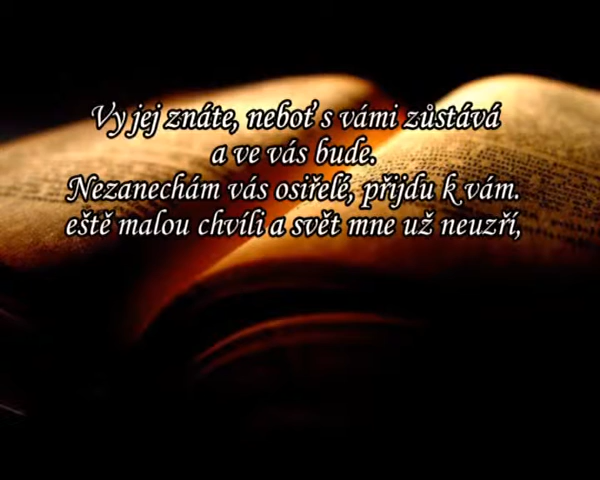 Vy jej znáte, neboť s vámi zůstává
a ve vás bude.
Nezanechám vás osiřelé, přijdu k vám.
eště malou chvíli a svět mne už neuzří,